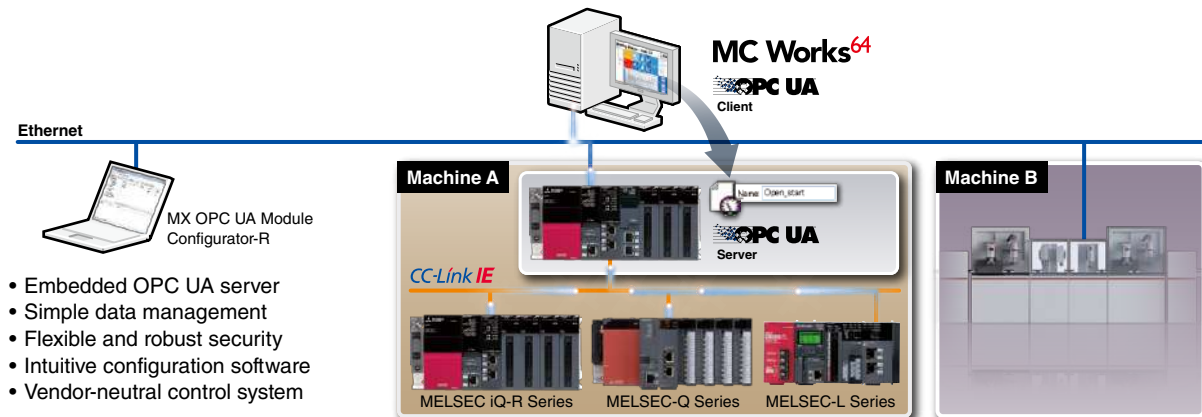 MC Works64
OPC UA
Client
Ethernet
Machine A
Name Open_start
Machine B
MX OPC UA Module
Configurator-R
OPC UA
Server
CC-Link IE
• Embedded OPC UA server
• Simple data management
• Flexible and robust security
• Intuitive configuration software
• Vendor-neutral control system
MELSEC iQ-R Series
MELSEC-Q Series
MELSEC-L Series